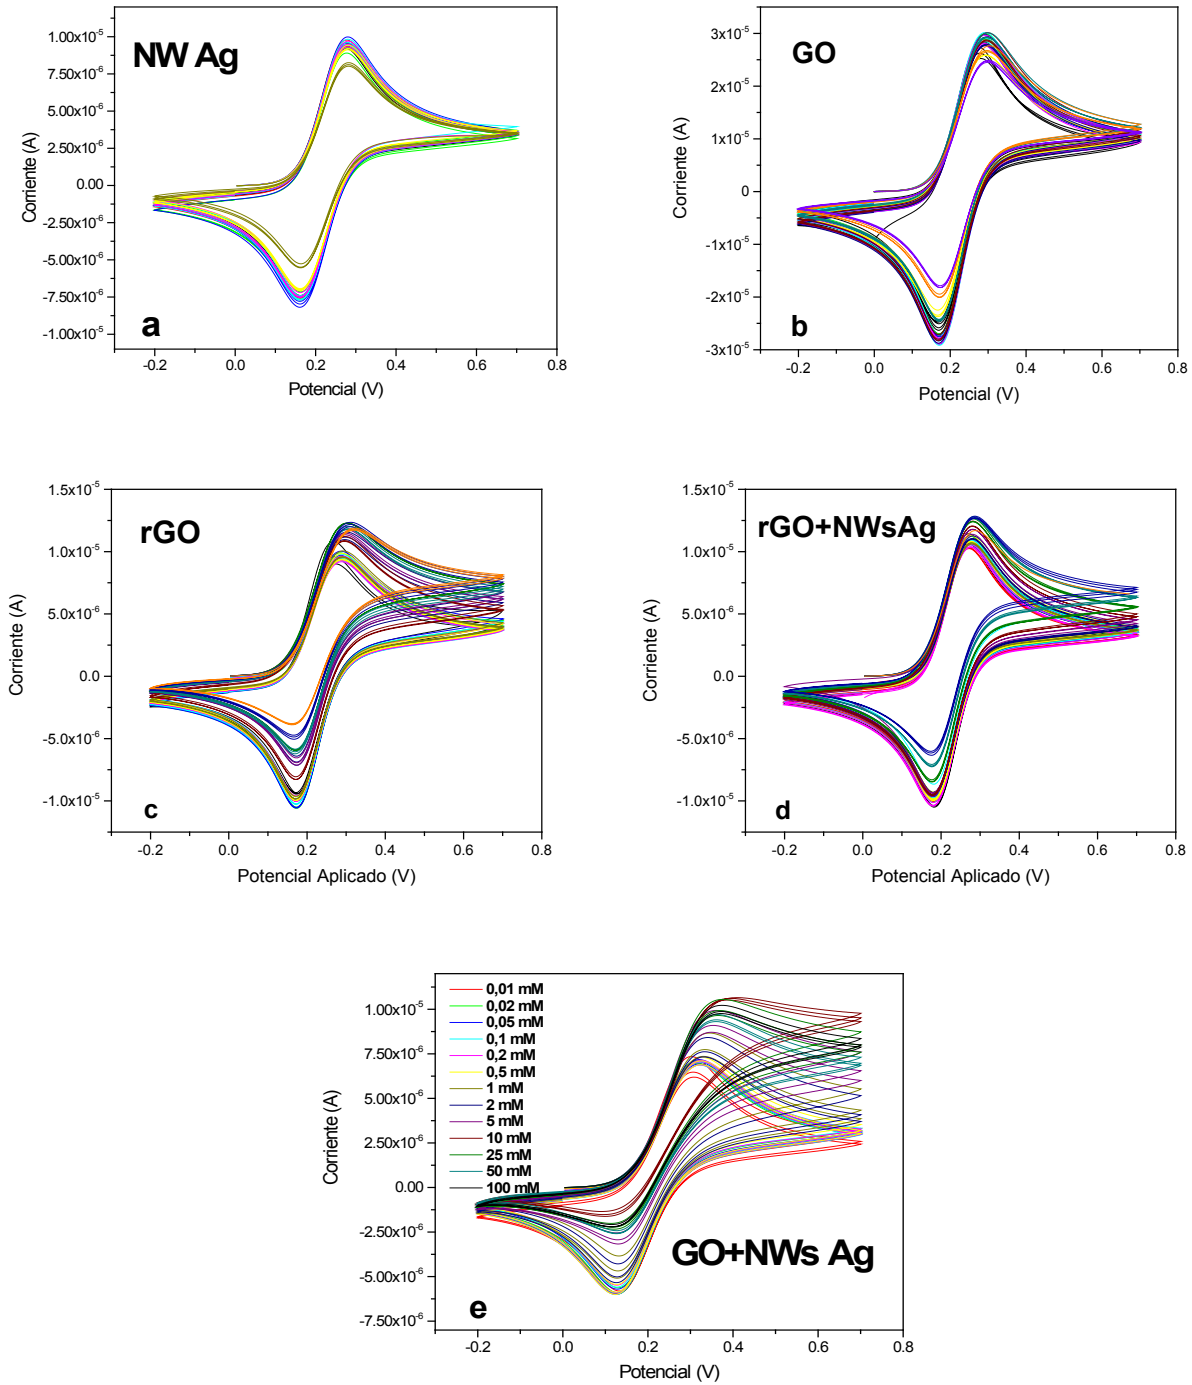 NW Ag
1.00x10⁻⁵
7.50x10⁻⁶
5.00x10⁻⁶
2.50x10⁻⁶
0.00
-2.50x10⁻⁶
-5.00x10⁻⁶
-7.50x10⁻⁶
-1.00x10⁻⁵
Corriente (A)
a
-0.2 0.0 0.2 0.4 0.6 0.8
Potencial (V)
GO
3x10⁻⁵
2x10⁻⁵
1x10⁻⁵
0
-1x10⁻⁵
-2x10⁻⁵
-3x10⁻⁵
Corriente (A)
b
-0.2 0.0 0.2 0.4 0.6 0.8
Potencial (V)
rGO
1.5x10⁻⁵
1.0x10⁻⁵
5.0x10⁻⁶
0.0
-5.0x10⁻⁶
-1.0x10⁻⁵
Corriente (A)
c
-0.2 0.0 0.2 0.4 0.6 0.8
Potencial Aplicado (V)
rGO+NWsAg
1.5x10⁻⁵
1.0x10⁻⁵
5.0x10⁻⁶
0.0
-5.0x10⁻⁶
-1.0x10⁻⁵
Corriente (A)
d
-0.2 0.0 0.2 0.4 0.6 0.8
Potencial Aplicado (V)
1.00x10⁻⁵
7.50x10⁻⁶
5.00x10⁻⁶
2.50x10⁻⁶
0.00
-2.50x10⁻⁶
-5.00x10⁻⁶
-7.50x10⁻⁶
Corriente (A)
0,01 mM
0,02 mM
0,05 mM
0,1 mM
0,2 mM
0,5 mM
1 mM
2 mM
5 mM
10 mM
25 mM
50 mM
100 mM
GO+NWs Ag
e
-0.2 0.0 0.2 0.4 0.6 0.8
Potencial (V)